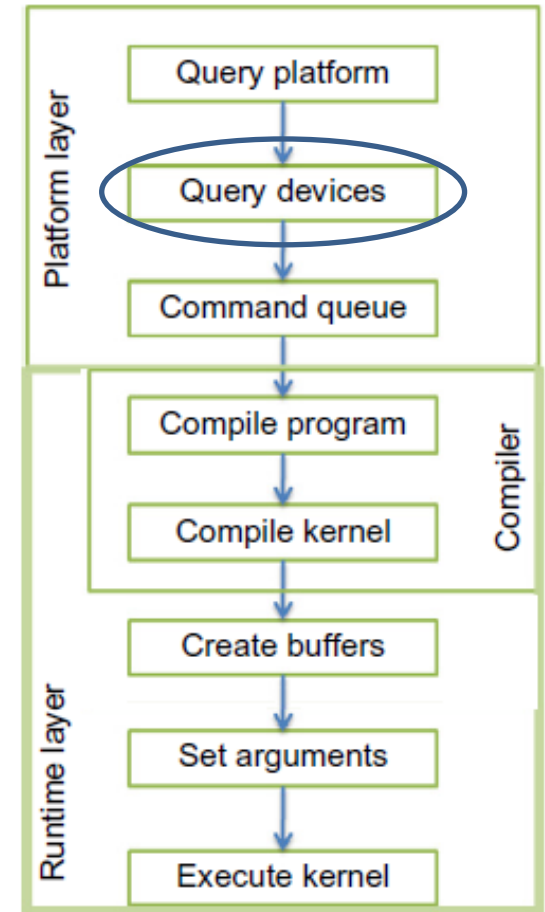 Platform layer
Query platform
Query devices
Command queue
Compiler
Compile program
Compile kernel
Runtime layer
Create buffers
Set arguments
Execute kernel